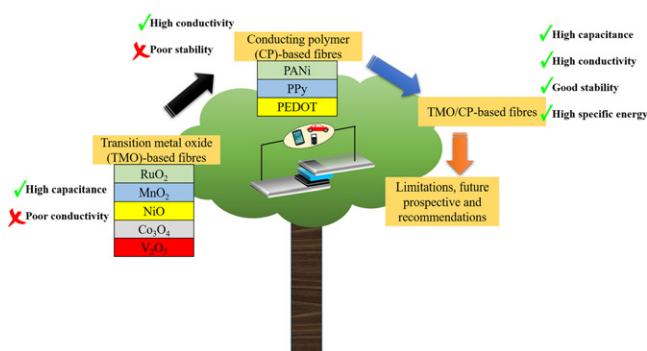 High conductivity
Poor stability
Conducting polymer
(CP)-based fibres
PANi
PPy
PEDOT
High capacitance
High conductivity
Good stability
High specific energy
TMO/CP-based fibres
Transition metal oxide
(TMO)-based fibres
RuO₂
MnO₂
NiO
Co₃O₄
V₂O₅
High capacitance
Poor conductivity
Limitations, future
prospective and
recommendations